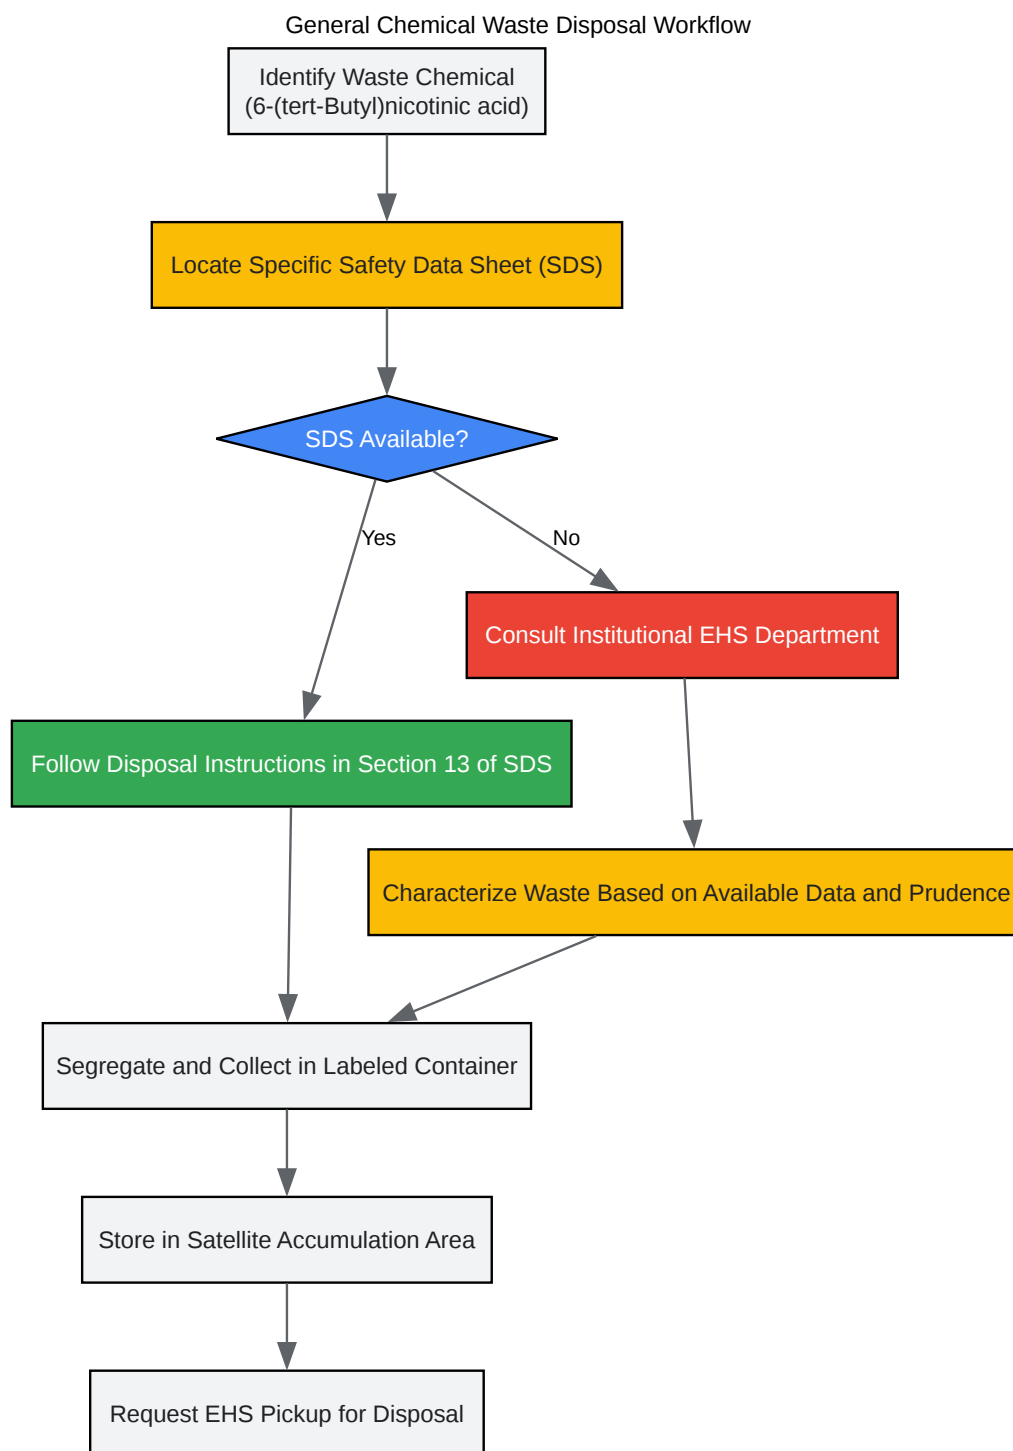 General Chemical Waste Disposal Workflow
Identify Waste Chemical
(6-(tert-Butyl)nicotinic acid)
Locate Specific Safety Data Sheet (SDS)
SDS Available?
Yes
No
Consult Institutional EHS Department
Follow Disposal Instructions in Section 13 of SDS
Characterize Waste Based on Available Data and Prudence
Segregate and Collect in Labeled Container
Store in Satellite Accumulation Area
Request EHS Pickup for Disposal